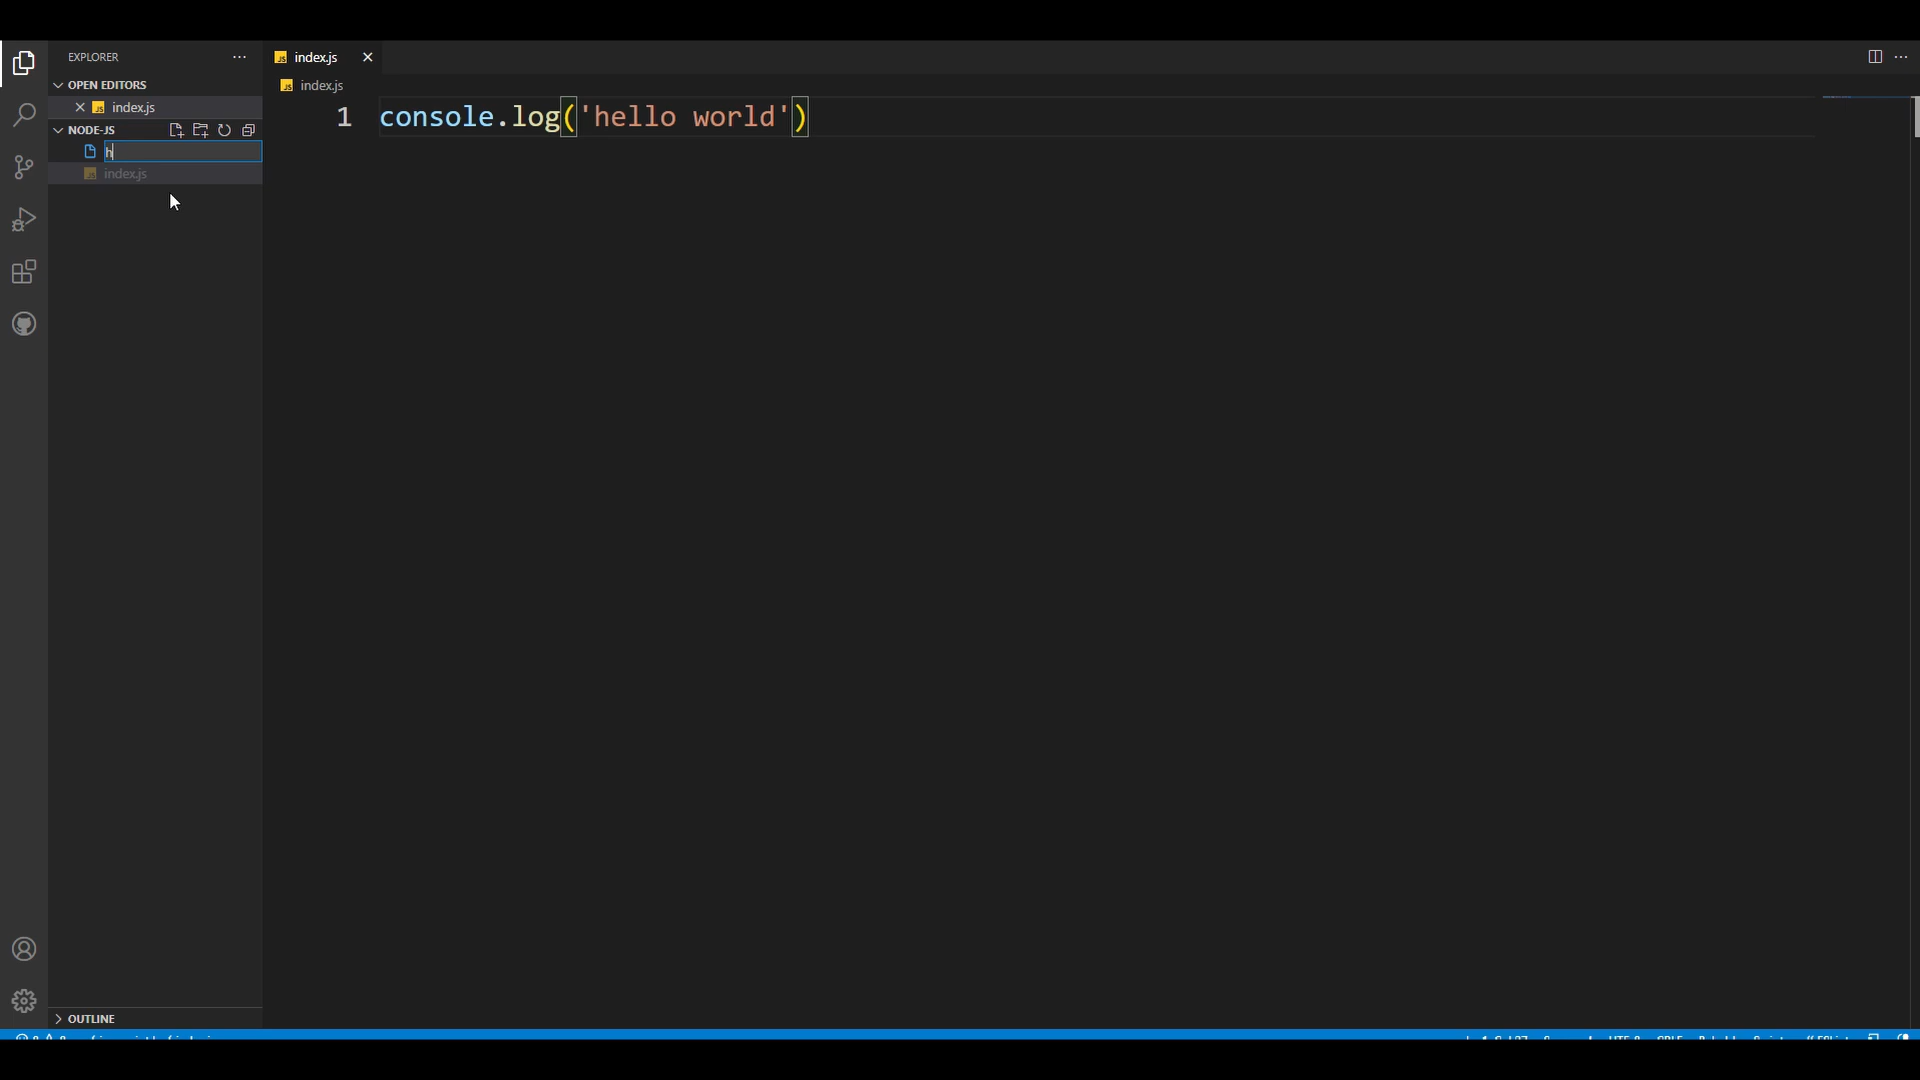 EXPLORER
index.js
OPEN EDITORS
index.js
index.js
NODE-JS
1 console.log('hello world')
h
index.js
OUTLINE